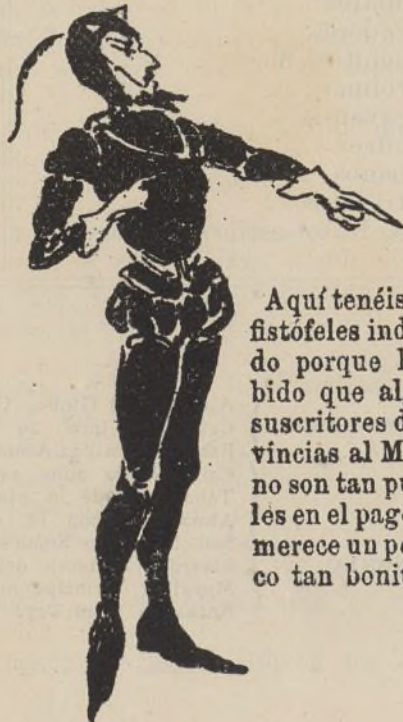 Aquí tenéis
fistófeles ind
do porque l
bido que al
suscritores d
vincias al M
no son tan pu
les en el pago
merece un pe
co tan bonit